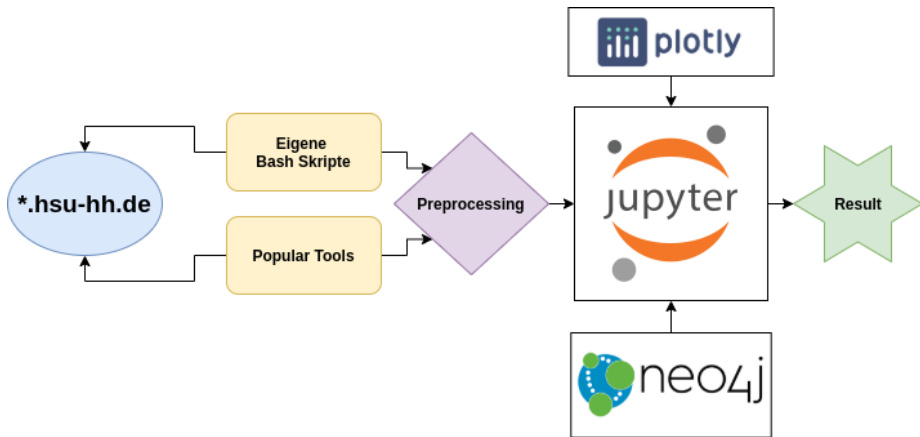 plotly
Eigene
Bash Skripte
*.hsu-hh.de
Preprocessing
jupyter
Result
Popular Tools
neo4j